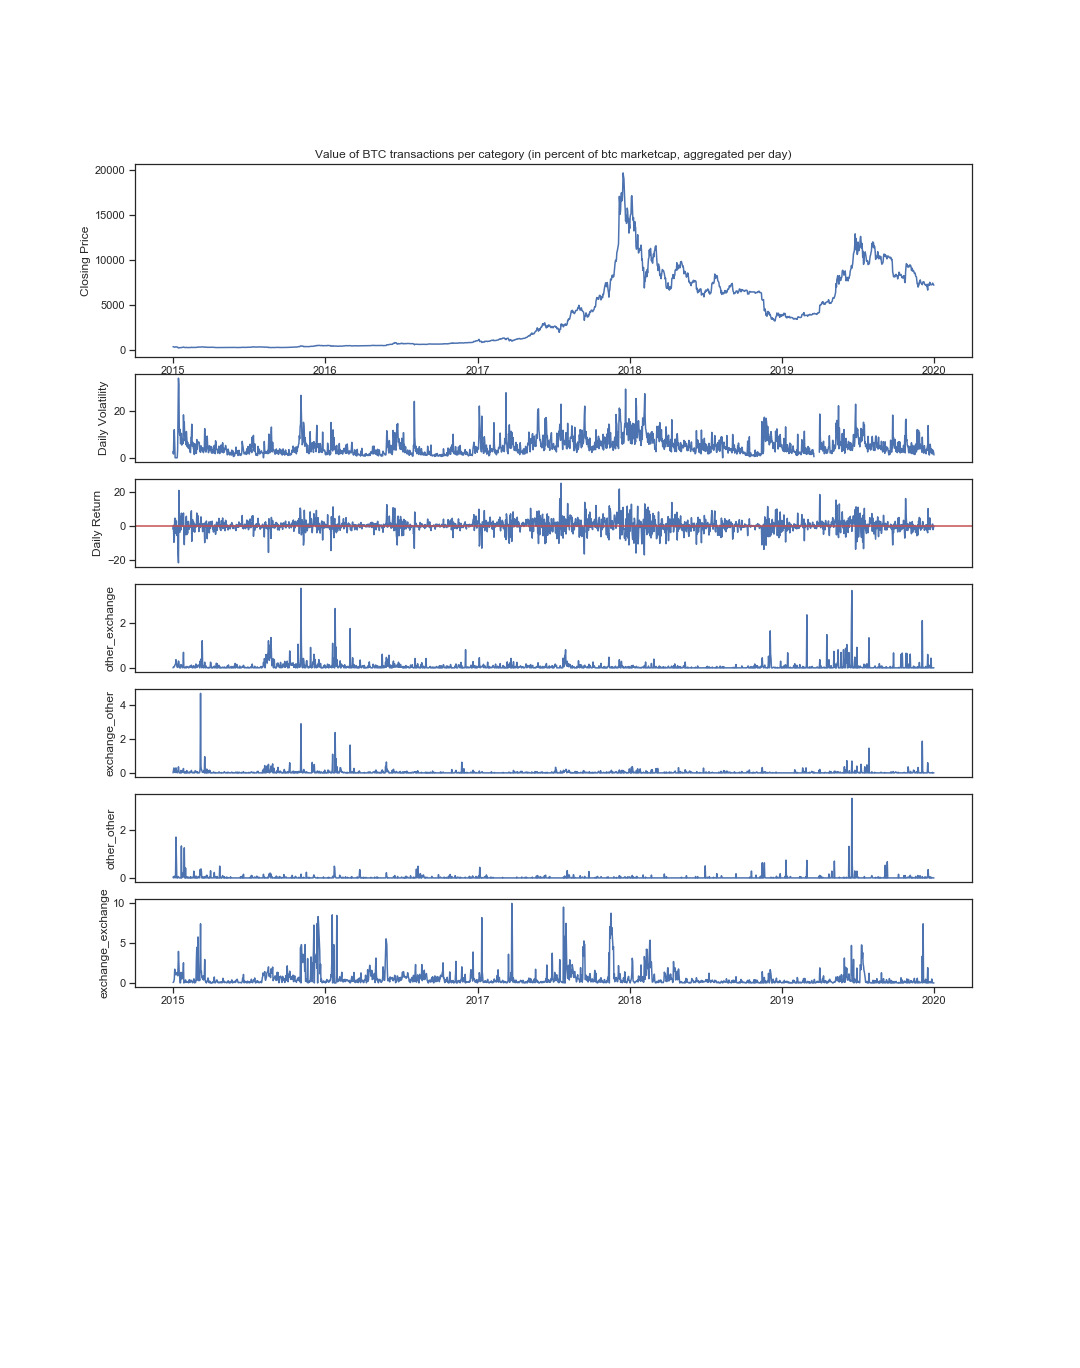 Value of BTC transactions per category (in percent of btc marketcap, aggregated per day)
Closing Price
20000
15000
10000
5000
0
2015 2016 2017 2018 2019 2020
Daily Volatility
20
0
Daily Return
20
0
−20
other_exchange
2
0
exchange_other
4
2
0
other_other
2
0
exchange_exchange
10
5
0
2015 2016 2017 2018 2019 2020